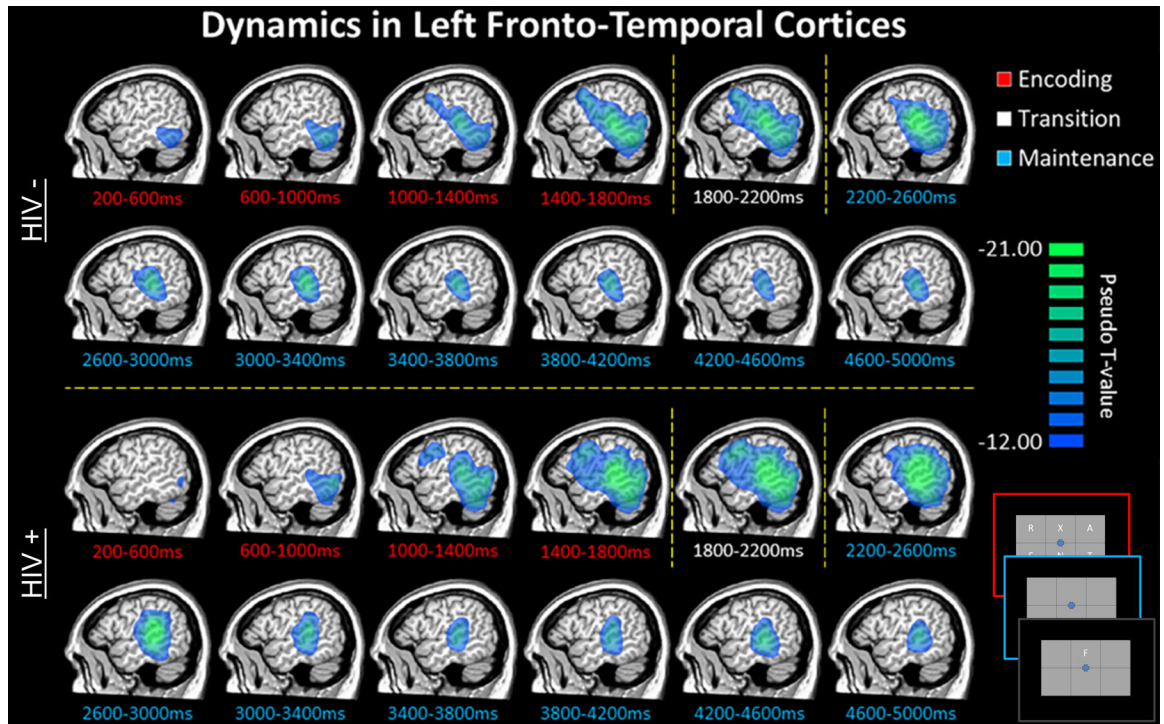 Dynamics in Left Fronto-Temporal Cortices
Encoding
Transition
Maintenance
HIV -
200-600ms 600-1000ms 1000-1400ms 1400-1800ms 1800-2200ms 2200-2600ms
2600-3000ms 3000-3400ms 3400-3800ms 3800-4200ms 4200-4600ms 4600-5000ms
-21.00
Pseudo T-value
-12.00
HIV +
200-600ms 600-1000ms 1000-1400ms 1400-1800ms 1800-2200ms 2200-2600ms
2600-3000ms 3000-3400ms 3400-3800ms 3800-4200ms 4200-4600ms 4600-5000ms
R X A
F